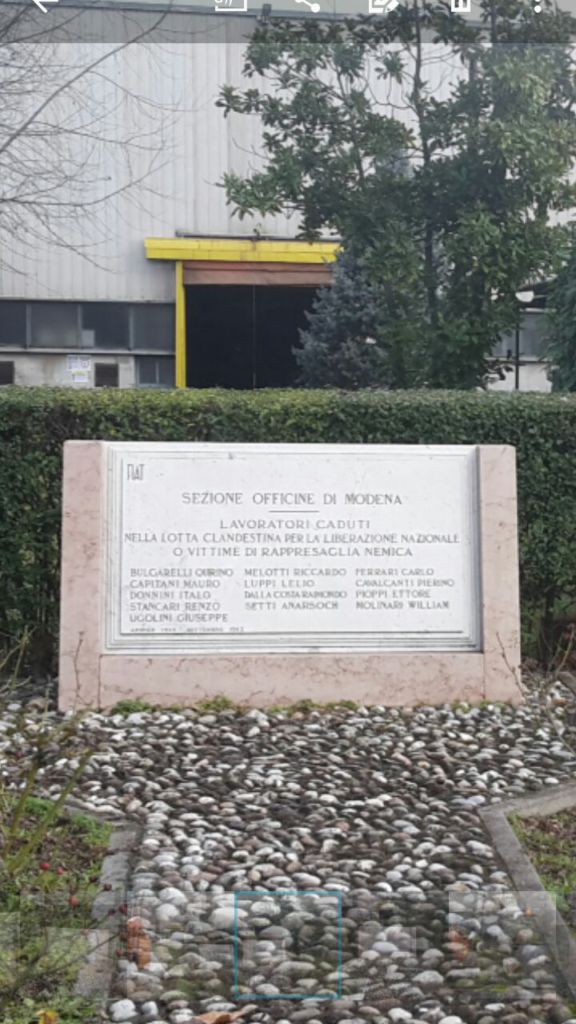 FIAT
SEZIONE OFFICINE DI MODENA
LAVORATORI CADUTI
NELLA LOTTA CLANDESTINA PER LA LIBERAZIONE NAZIONALE
O VITTIME DI RAPPRESAGLIA NEMICA
BULGARELLI QUIRINO MELOTTI RICCARDO FERRARI CARLO
CAPITANI MAURO LUPPI LELIO CAVALCANTI PIERINO
DONNINI ITALO DALLA COSTA RAIMONDO PIOPPI ETTORE
STANCARI RENZO SETTI ANARSOCH MOLINARI WILLIAM
UGOLINI GIUSEPPE